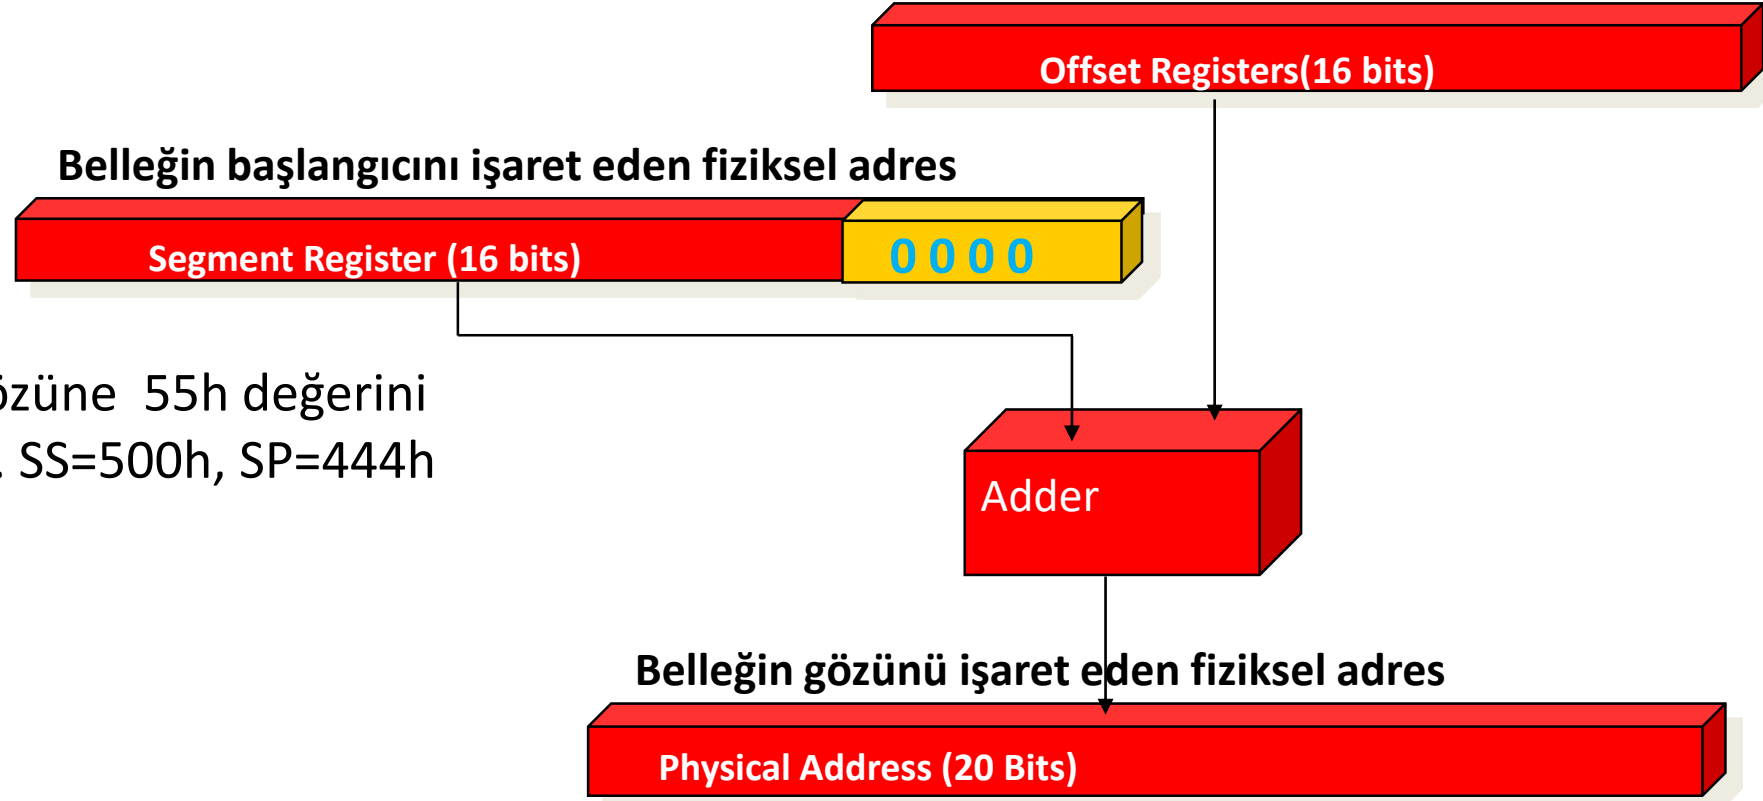 Offset Registers(16 bits)
Belleğin başlangıcını işaret eden fiziksel adres
Segment Register (16 bits) 0 0 0 0
özüne 55h değerini
. SS=500h, SP=444h
Adder
Belleğin gözünü işaret eden fiziksel adres
Physical Address (20 Bits)